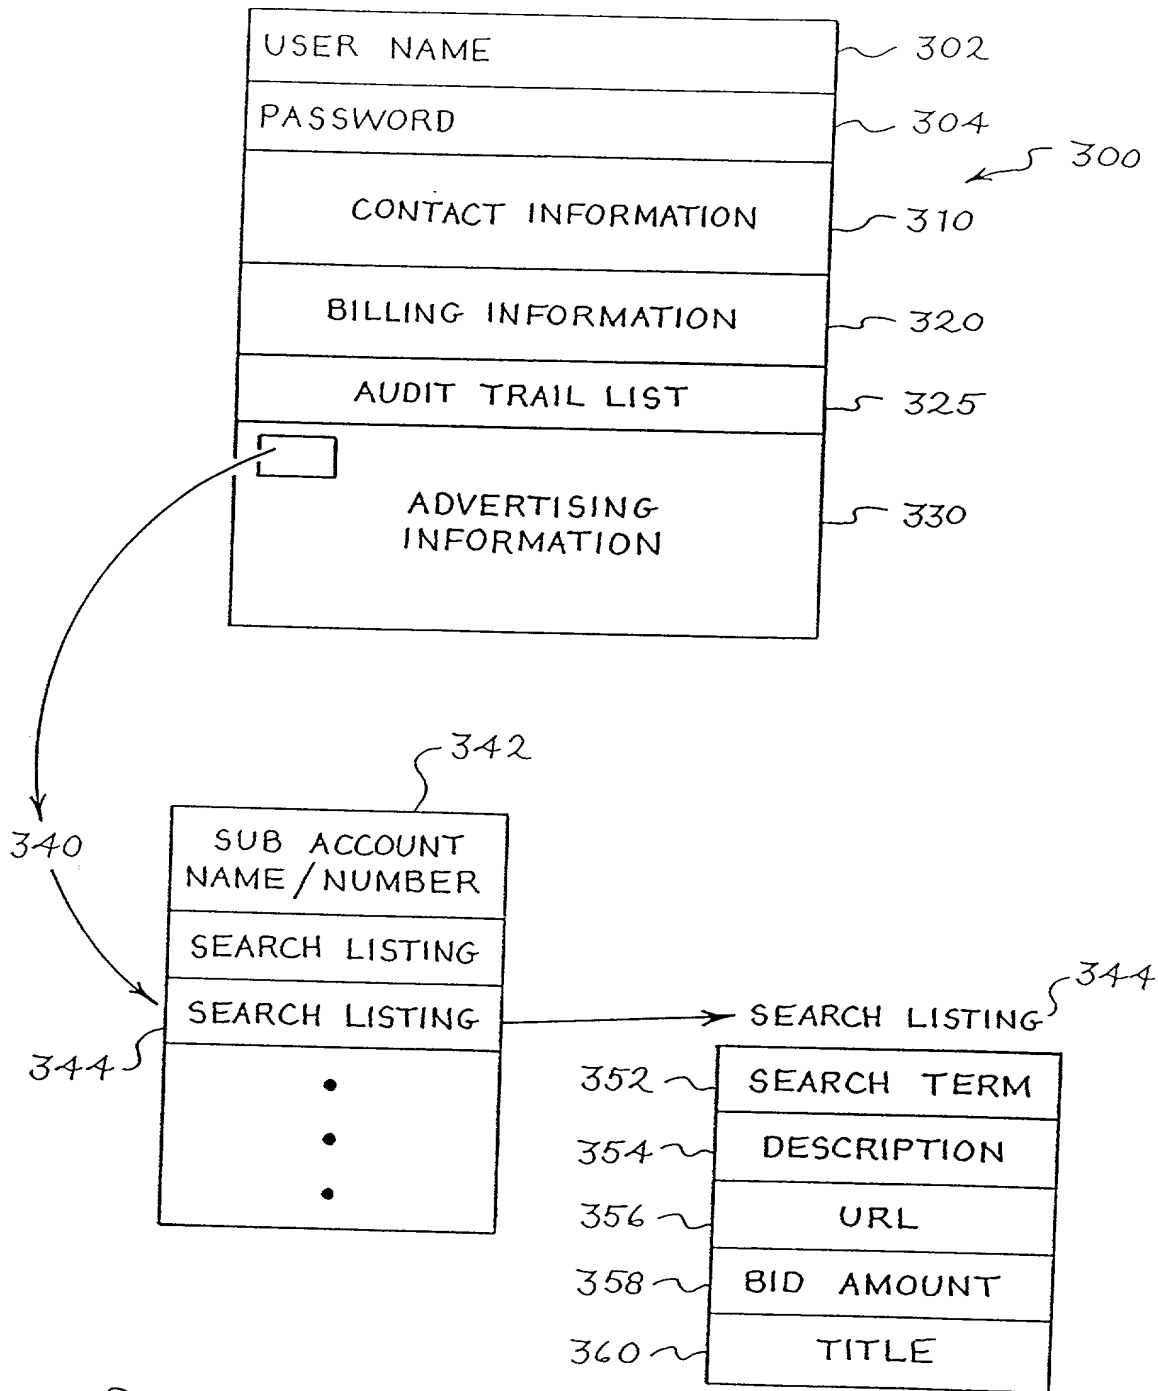 USER NAME 302
PASSWORD 304
300
CONTACT INFORMATION 310
BILLING INFORMATION 320
AUDIT TRAIL LIST 325
ADVERTISING
INFORMATION
330
342
340
SUB ACCOUNT
NAME/NUMBER
SEARCH LISTING
SEARCH LISTING
344
SEARCH LISTING 344
352 SEARCH TERM
354 DESCRIPTION
356 URL
358 BID AMOUNT
360 TITLE